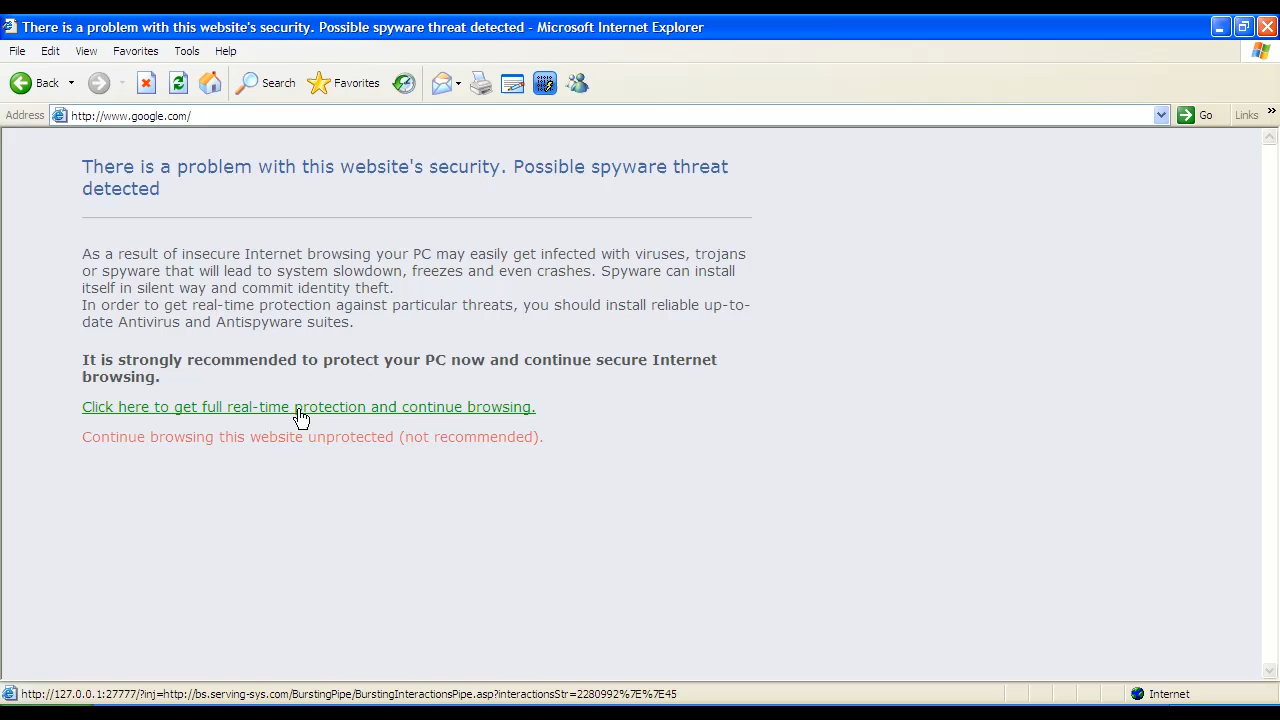 There is a problem with this website's security. Possible spyware threat detected - Microsoft Internet Explorer
File Edit View Favorites Tools Help
Back Search Favorites
Address http://www.google.com/ Go Links »
There is a problem with this website's security. Possible spyware threat
detected
As a result of insecure Internet browsing your PC may easily get infected with viruses, trojans
or spyware that will lead to system slowdown, freezes and even crashes. Spyware can install
itself in silent way and commit identity theft.
In order to get real-time protection against particular threats, you should install reliable up-to-
date Antivirus and Antispyware suites.
It is strongly recommended to protect your PC now and continue secure Internet
browsing.
Click here to get full real-time protection and continue browsing.
Continue browsing this website unprotected (not recommended).
http://127.0.0.1:27777/?inj=http://bs.serving-sys.com/BurstingPipe/BurstingInteractionsPipe.asp?interactionsStr=2280992%7E%7E45 Internet